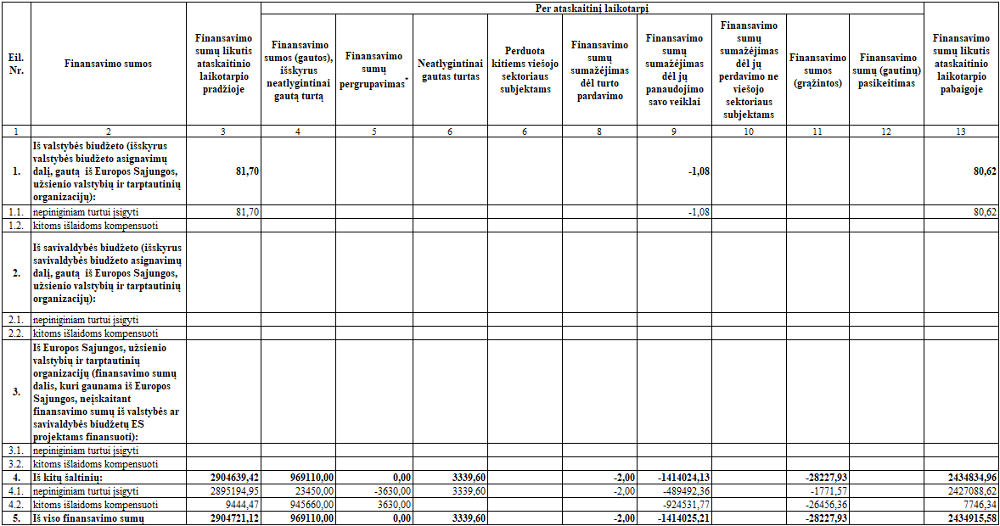 Per ataskaitinį laikotarpį
Eil. Nr.
Finansavimo sumos
Finansavimo
sumų likutis
ataskaitinio
laikotarpio
pradžioje
Finansavimo
sumos (gautos),
išskyrus
neatlygintinai
gautą turtą
Finansavimo
sumų
pergrupavimas*
Neatlygintinai
gautas turtas
Perduota
kitiems viešojo
sektoriaus
subjektams
Finansavimo
sumų
sumažėjimas
dėl turto
pardavimo
Finansavimo
sumų
sumažėjimas
dėl jų
panaudojimo
savo veiklai
Finansavimo
sumų
sumažėjimas
dėl jų
perdavimo ne
viešojo
sektoriaus
subjektams
Finansavimo
sumos
(grąžintos)
Finansavimo
sumų (gautinų)
pasikeitimas
Finansavimo
sumų likutis
ataskaitinio
laikotarpio
pabaigoje
1 2 3 4 5 6 6 8 9 10 11 12 13
1.
Iš valstybės biudžeto (išskyrus
valstybės biudžeto asignavimų
dalį, gautą iš Europos Sąjungos,
užsienio valstybių ir tarptautinių
organizacijų):
81,70 -1,08 80,62
1.1. nepiniginiam turtui įsigyti 81,70 -1,08 80,62
1.2. kitoms išlaidoms kompensuoti
2.
Iš savivaldybės biudžeto (išskyrus
savivaldybės biudžeto asignavimų
dalį, gautą iš Europos Sąjungos,
užsienio valstybių ir tarptautinių
organizacijų):
2.1. nepiniginiam turtui įsigyti
2.2. kitoms išlaidoms kompensuoti
3.
Iš Europos Sąjungos, užsienio
valstybių ir tarptautinių
organizacijų (finansavimo sumų
dalis, kuri gaunama iš Europos
Sąjungos, neįskaitant
finansavimo sumų iš valstybės ar
savivaldybės biudžetų ES
projektams finansuoti):
3.1. nepiniginiam turtui įsigyti
3.2. kitoms išlaidoms kompensuoti
4. Iš kitų šaltinių: 2904639,42 969110,00 0,00 3339,60 -2,00 -1414024,13 -28227,93 2434834,96
4.1. nepiniginiam turtui įsigyti 2895194,95 23450,00 -3630,00 3339,60 -2,00 -489492,36 -1771,57 2427088,62
4.2. kitoms išlaidoms kompensuoti 9444,47 945660,00 3630,00 -924531,77 -26456,36 7746,34
5. Iš viso finansavimo sumų 2904721,12 969110,00 0,00 3339,60 -2,00 -1414025,21 -28227,93 2434915,58